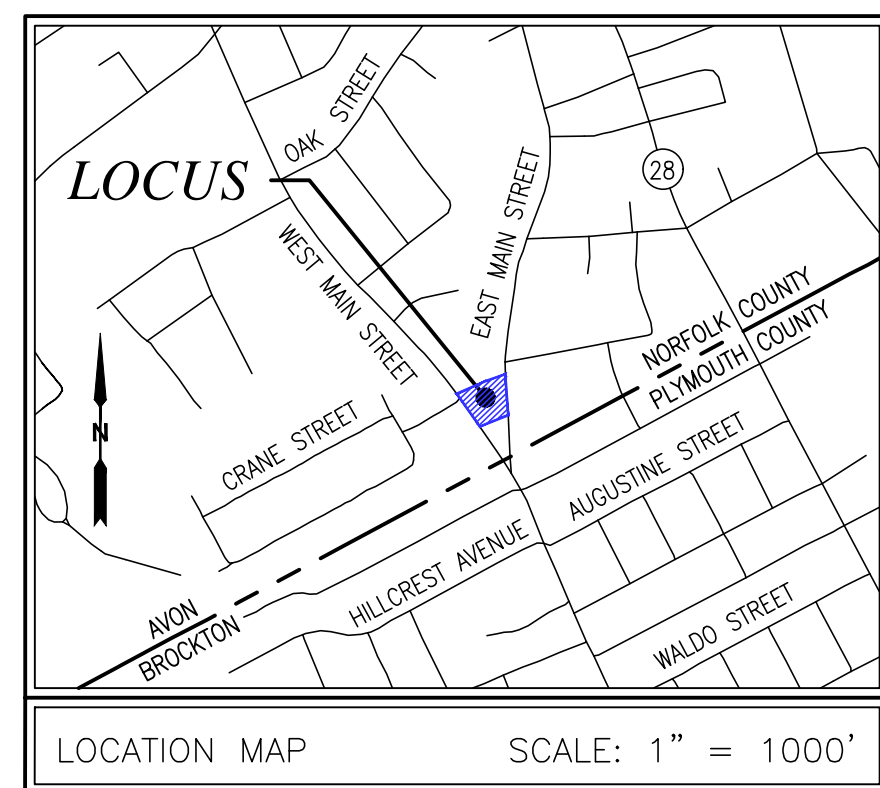 OAK STREET
LOCUS
28
WEST MAIN STREET
EAST MAIN STREET
NORFOLK COUNTY
PLYMOUTH COUNTY
N
CRANE STREET
AUGUSTINE STREET
HILLCREST AVENUE
AVON
BROCKTON
WALDO STREET
LOCATION MAP
SCALE: 1" = 1000'